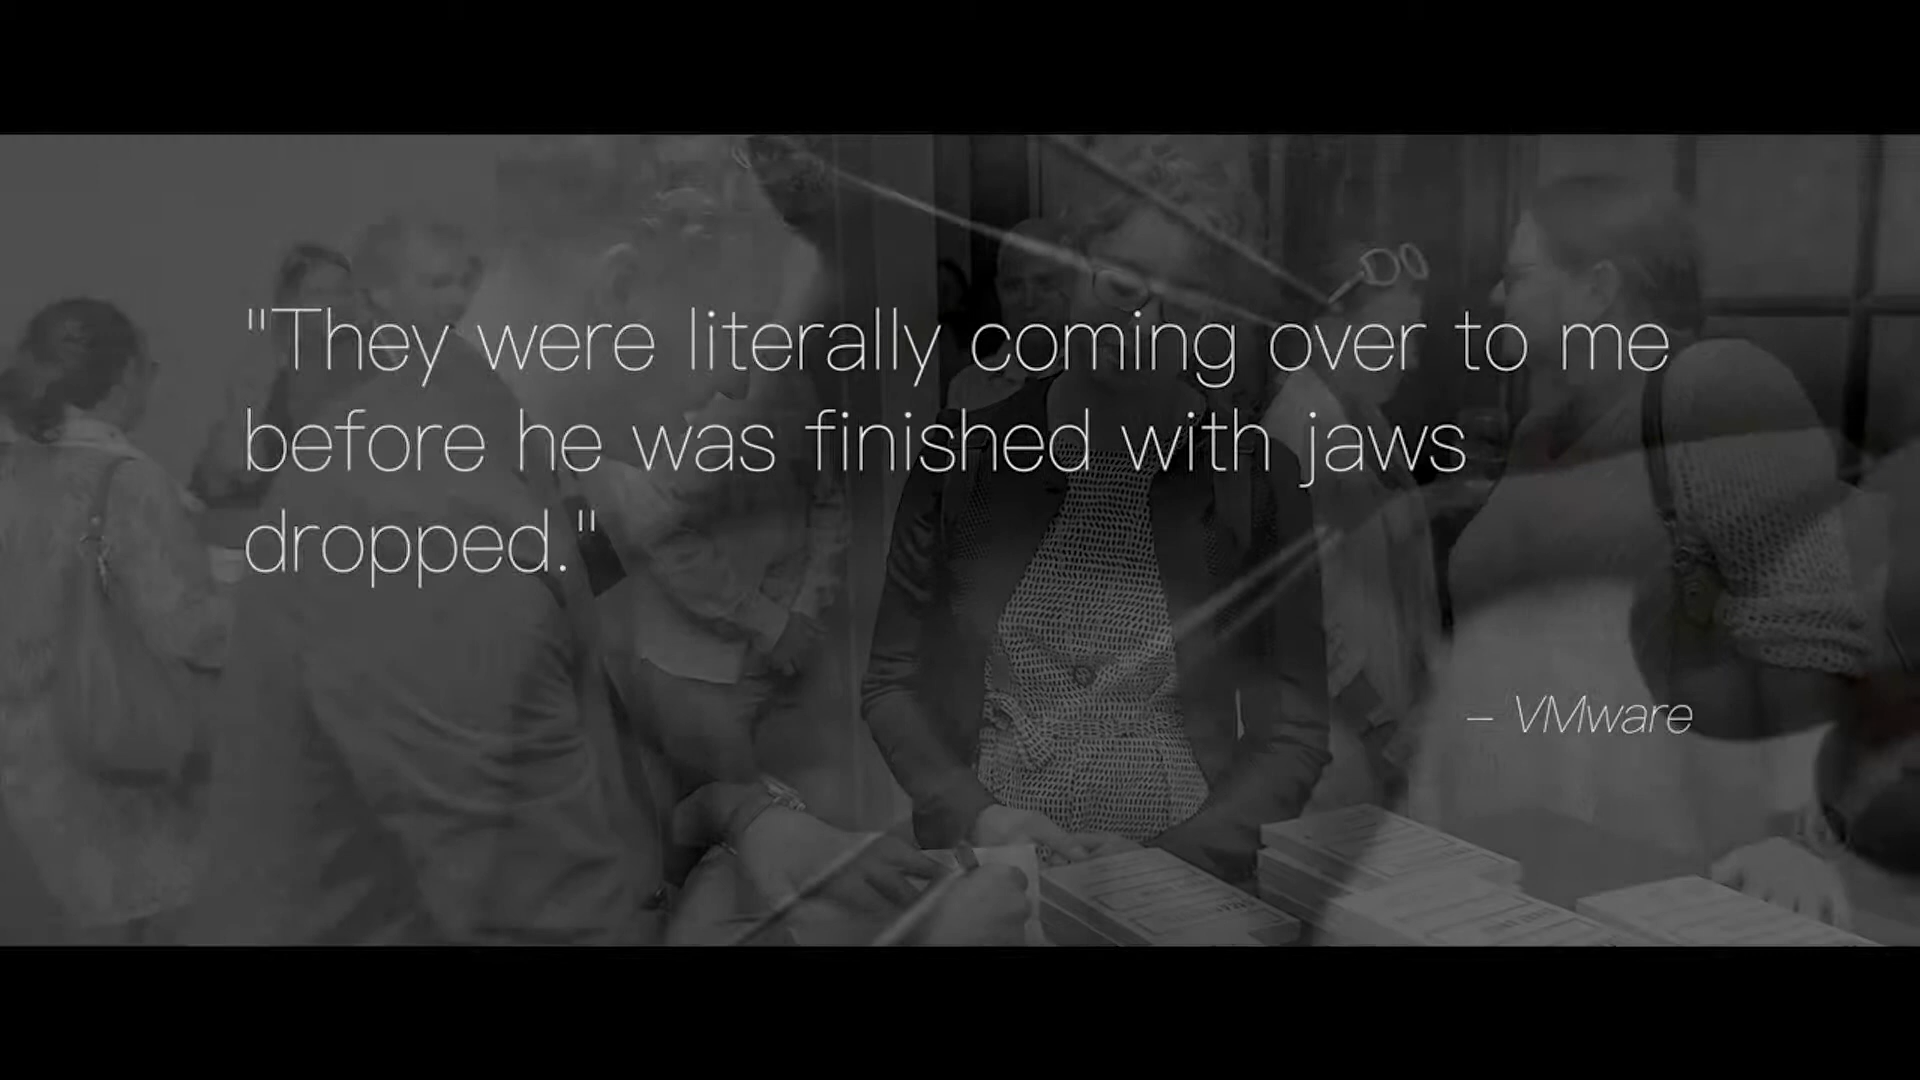 "They were literally coming over to me
before he was finished with jaws
dropped."
– VMware